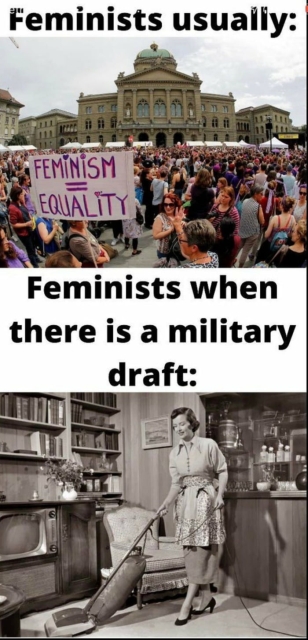 Feminists usually:
FEMINISM
=
EQUALITY
Feminists when
there is a military
draft: